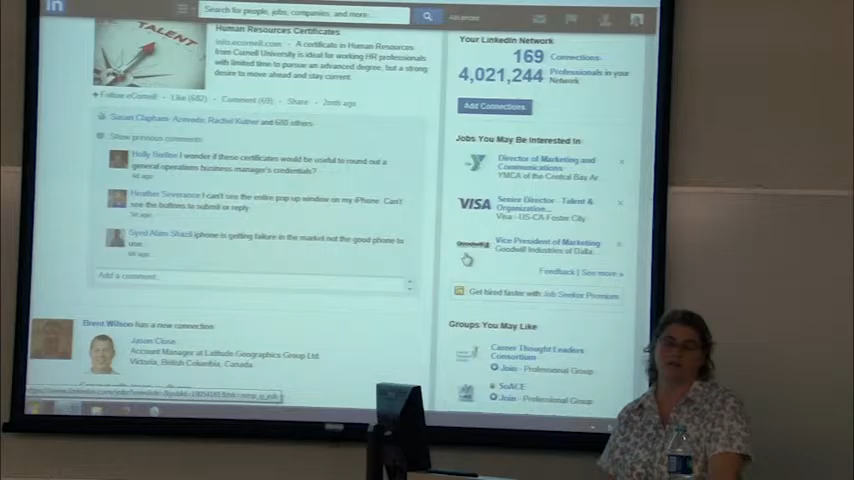 in
Search for people, jobs, companies, and more...
Advanced
TALENT
Human Resources Certificates
info.ecornell.com - A certificate in Human Resources
from Cornell University is ideal for working HR professionals
with limited time to pursue an advanced degree, but a strong
desire to move ahead and stay current.
Follow eCornell · Like (682) · Comment (69) · Share · 2mth ago
Susan Clapham- Azevedo, Rachel Kutner and 680 others
Show previous comments
I wonder if these certificates would be useful to round out a
general operations business manager's credentials?
4d ago
Heather Severance I can't see the entire pop up window on my iPhone. Can't
see the buttons to submit or reply
5d ago
Syed Alam iphone is getting failure in the market not the good phone to
use
6h ago
Add a comment...
Brent Wilson has a new connection
Jason Close
Account Manager at Latitude Geographics Group Ltd.
Victoria, British Columbia, Canada
Your LinkedIn Network
169 Connections
4,021,244 Professionals in your
Network
Add Connections
Jobs You May Be Interested In
Director of Marketing and
Communications
YMCA of the Central Bay Ar
VISA
Senior Director - Talent &
Organization...
Visa - US-CA Foster City
Goodwill
Vice President of Marketing
Goodwill Industries of Dalla
Feedback | See more »
Get hired faster with Job Seeker Premium
Groups You May Like
Career Thought Leaders
Consortium
Join · Professional Group
SoACE
Join · Professional Group